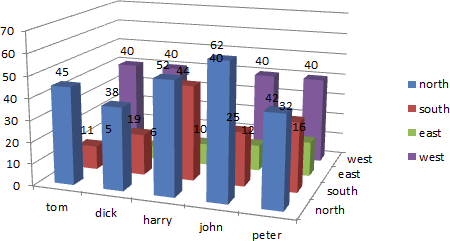 70
60
50
40
30
20
10
0
45 38 52 62 42
11 19 44 25 32
5 6 10 12 16
40 40 40 40 40
tom dick harry john peter
north
south
east
west
north
south
east
west